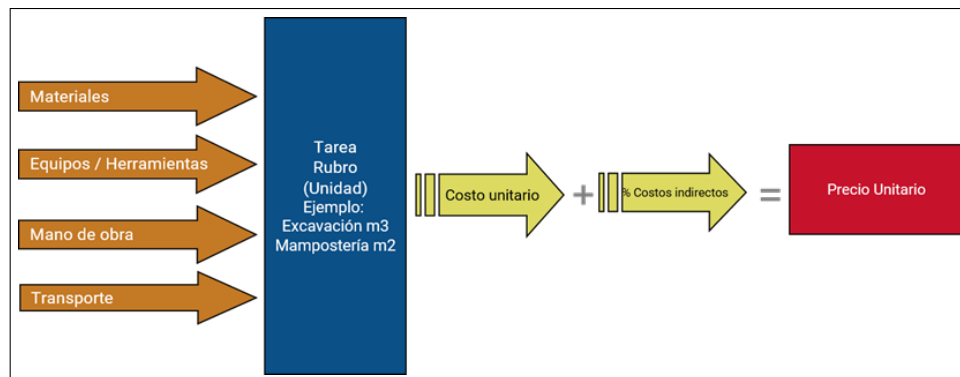 Materiales
Equipos / Herramientas
Mano de obra
Transporte
Tarea
Rubro
(Unidad)
Ejemplo:
Excavación m3
Mampostería m2
Costo unitario
+
% Costos indirectos
=
Precio Unitario